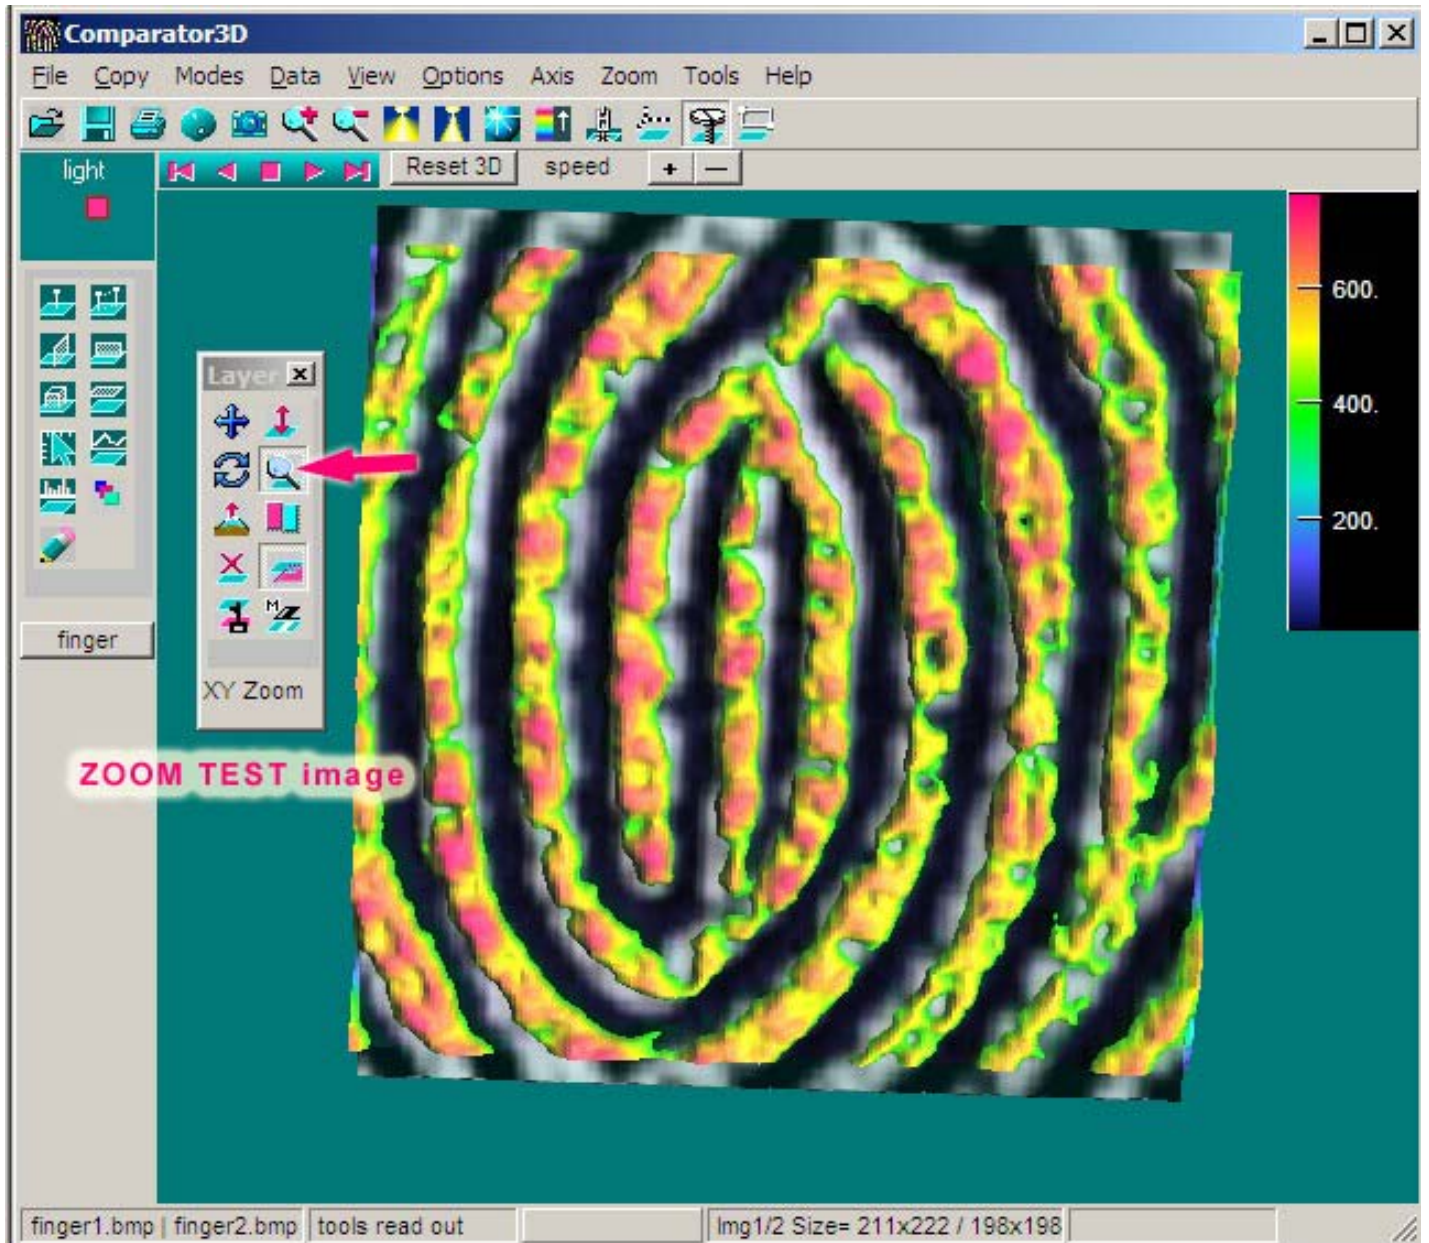 Comparator3D
File Copy Modes Data View Options Axis Zoom Tools Help
light
Reset 3D speed + —
600.
400.
200.
Layer
XY Zoom
finger
ZOOM TEST image
finger1.bmp | finger2.bmp tools read out Img1/2 Size= 211x222 / 198x198